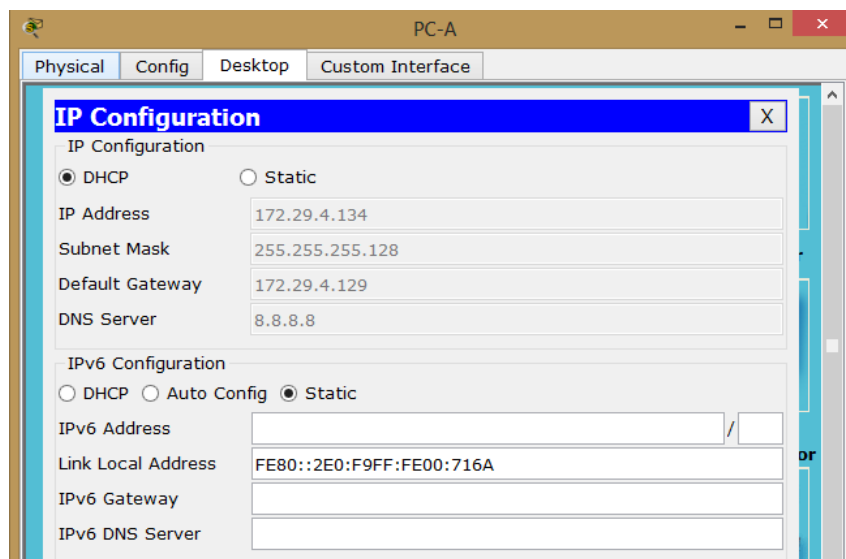 PC-A
Physical Config Desktop Custom Interface
IP Configuration X
IP Configuration
DHCP Static
IP Address 172.29.4.134
Subnet Mask 255.255.255.128
Default Gateway 172.29.4.129
DNS Server 8.8.8.8
IPv6 Configuration
DHCP Auto Config Static
IPv6 Address /
Link Local Address FE80::2E0:F9FF:FE00:716A
or
IPv6 Gateway
IPv6 DNS Server